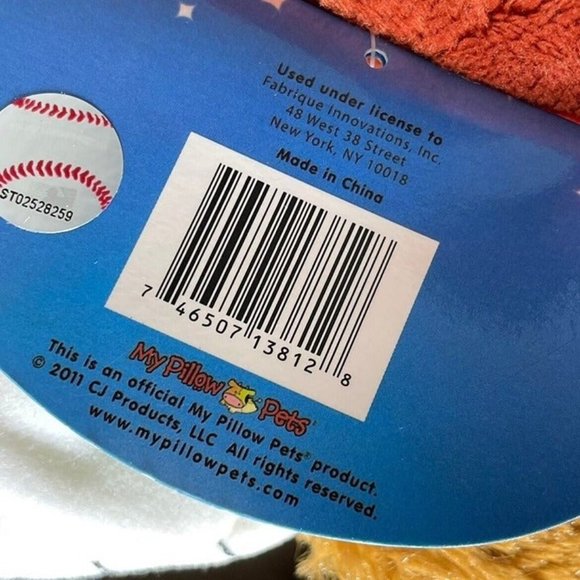 Used under license to
Fabrique Innovations, Inc.
48 West 38 Street
New York, NY 10018
Made in China
ST02528259
7 46507 13812 8
My Pillow Pets®
This is an official My Pillow Pets® product.
© 2011 CJ Products, LLC All rights reserved.
www.mypillowpets.com